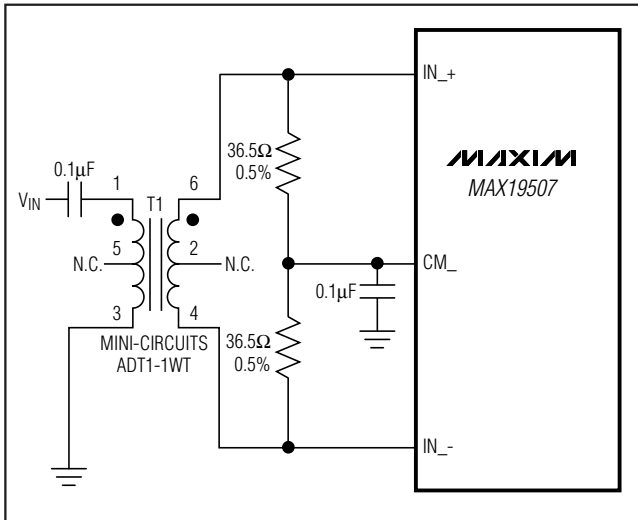 IN_+
36.5Ω
0.5%
MAXIM
MAX19507
0.1μF
VIN
1
T1
6
5
2
N.C.
N.C.
CM_
0.1μF
3
4
MINI-CIRCUITS
ADT1-1WT
36.5Ω
0.5%
IN_-